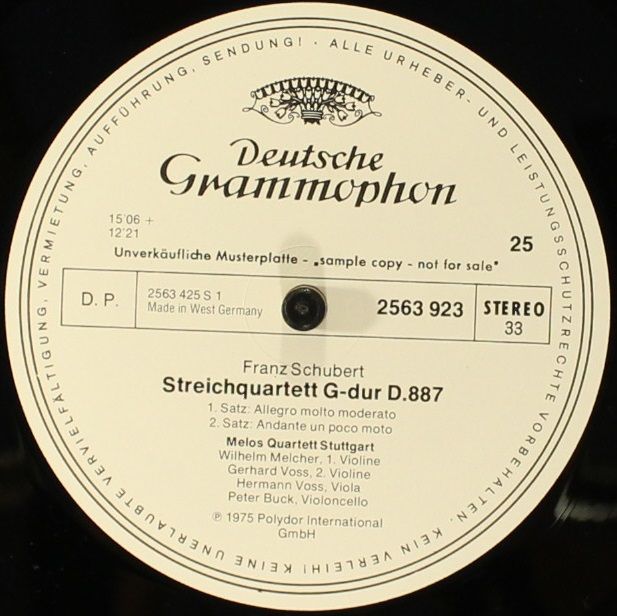 ALLE URHEBER- UND LEISTUNGSSCHUTZRECHTE VORBEHALTEN. KEIN VERLEIH! KEINE UNERLAUBTE VERVIELFÄLTIGUNG, VERMIETUNG, AUFFÜHRUNG, SENDUNG! ·
Deutsche
Grammophon
15'06 +
12'21
25
Unverkäufliche Musterplatte - „sample copy - not for sale"
D. P.
2563 425 S 1
Made in West Germany
2563 923
STEREO
33
Franz Schubert
Streichquartett G-dur D.887
1. Satz: Allegro molto moderato
2. Satz: Andante un poco moto
Melos Quartett Stuttgart
Wilhelm Melcher, 1. Violine
Gerhard Voss, 2. Violine
Hermann Voss, Viola
Peter Buck, Violoncello
℗ 1975 Polydor International
GmbH